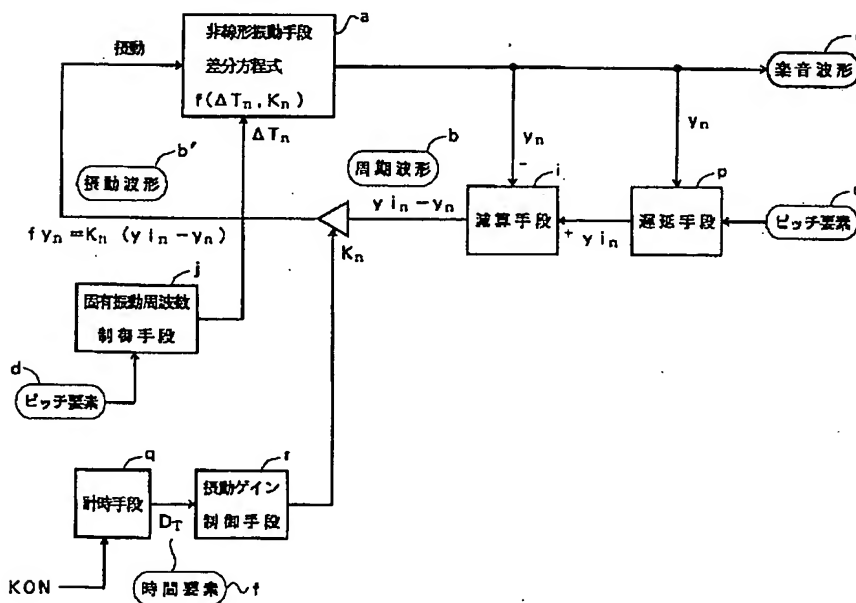 a
非線形振動手段
差分方程式
f(ΔTn, Kn)
摂動
ΔTn
楽音波形
yn
yn
b'
摂動波形
b
周期波形
i
減算手段
-
+ yin
p
遅延手段
ピッチ要素
yin-yn
fyn=Kn (yin-yn)
Kn
j
固有振動周波数
制御手段
d
ピッチ要素
q
計時手段
DT
r
摂動ゲイン
制御手段
KON
時間要素
f